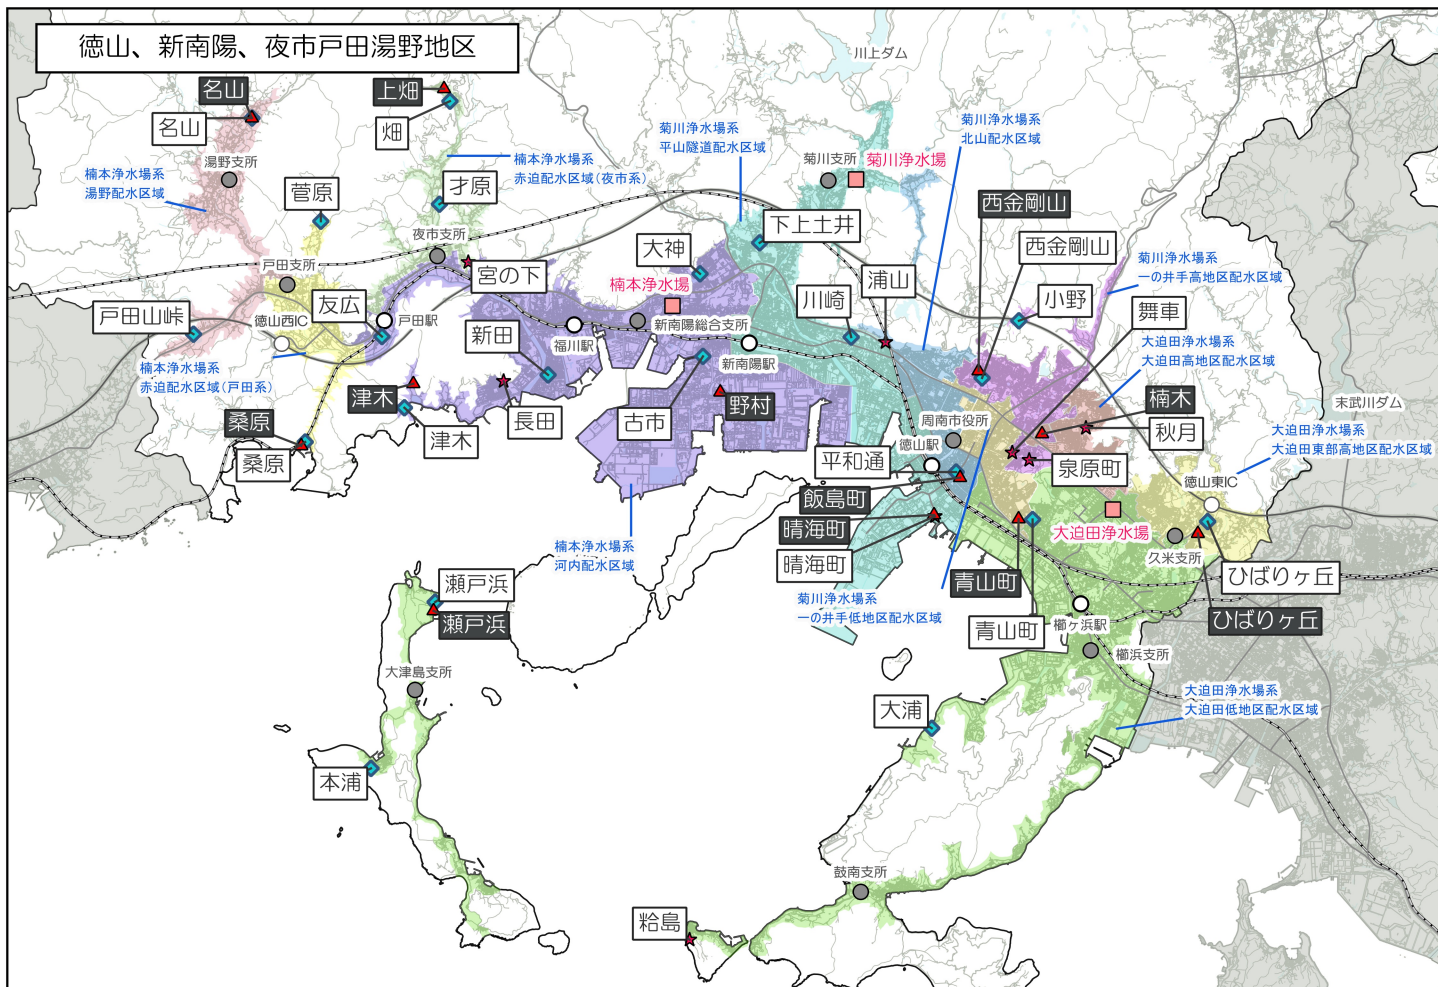 徳山、新南陽、夜市戸田湯野地区
川上ダム
名山
名山
上畑
畑
湯野支所
楠本浄水場系
湯野配水区域
楠本浄水場系
赤迫配水区域(夜市系)
菊川浄水場系
平山隧道配水区域
菊川支所
菊川浄水場
菊川浄水場系
北山配水区域
菅原
才原
夜市支所
宮の下
大神
下上土井
西金剛山
西金剛山
菊川浄水場系
一の井手高地区配水区域
戸田支所
楠本浄水場
浦山
川崎
小野
舞車
戸田山峠
徳山西IC
友広
戸田駅
新田
福川駅
新南陽総合支所
新南陽駅
大迫田浄水場系
大迫田高地区配水区域
楠本浄水場系
赤迫配水区域(戸田系)
津木
津木
長田
古市
野村
周南市役所
楠木
秋月
末武川ダム
桑原
桑原
平和通
徳山駅
泉原町
大迫田浄水場系
大迫田東部高地区配水区域
徳山東IC
飯島町
晴海町
晴海町
大迫田浄水場
久米支所
楠本浄水場系
河内配水区域
瀬戸浜
瀬戸浜
菊川浄水場系
一の井手低地区配水区域
青山町
青山町
櫛ヶ浜駅
ひばりヶ丘
ひばりヶ丘
櫛浜支所
大津島支所
大浦
大迫田浄水場系
大迫田低地区配水区域
本浦
鼓南支所
粭島